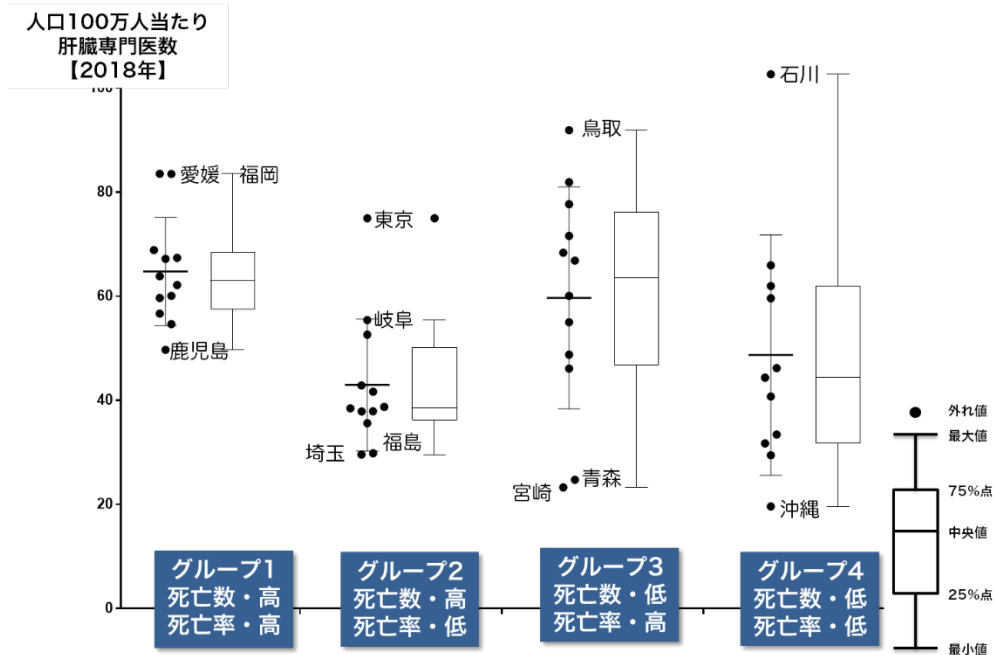 人口100万人当たり
肝臓専門医数
【2018年】
100
80
60
40
20
0
愛媛 福岡
鹿児島
東京
岐阜
福島
埼玉
鳥取
青森
宮崎
石川
沖縄
グループ1
死亡数・高
死亡率・高
グループ2
死亡数・高
死亡率・低
グループ3
死亡数・低
死亡率・高
グループ4
死亡数・低
死亡率・低
外れ値
最大値
75%点
中央値
25%点
最小値